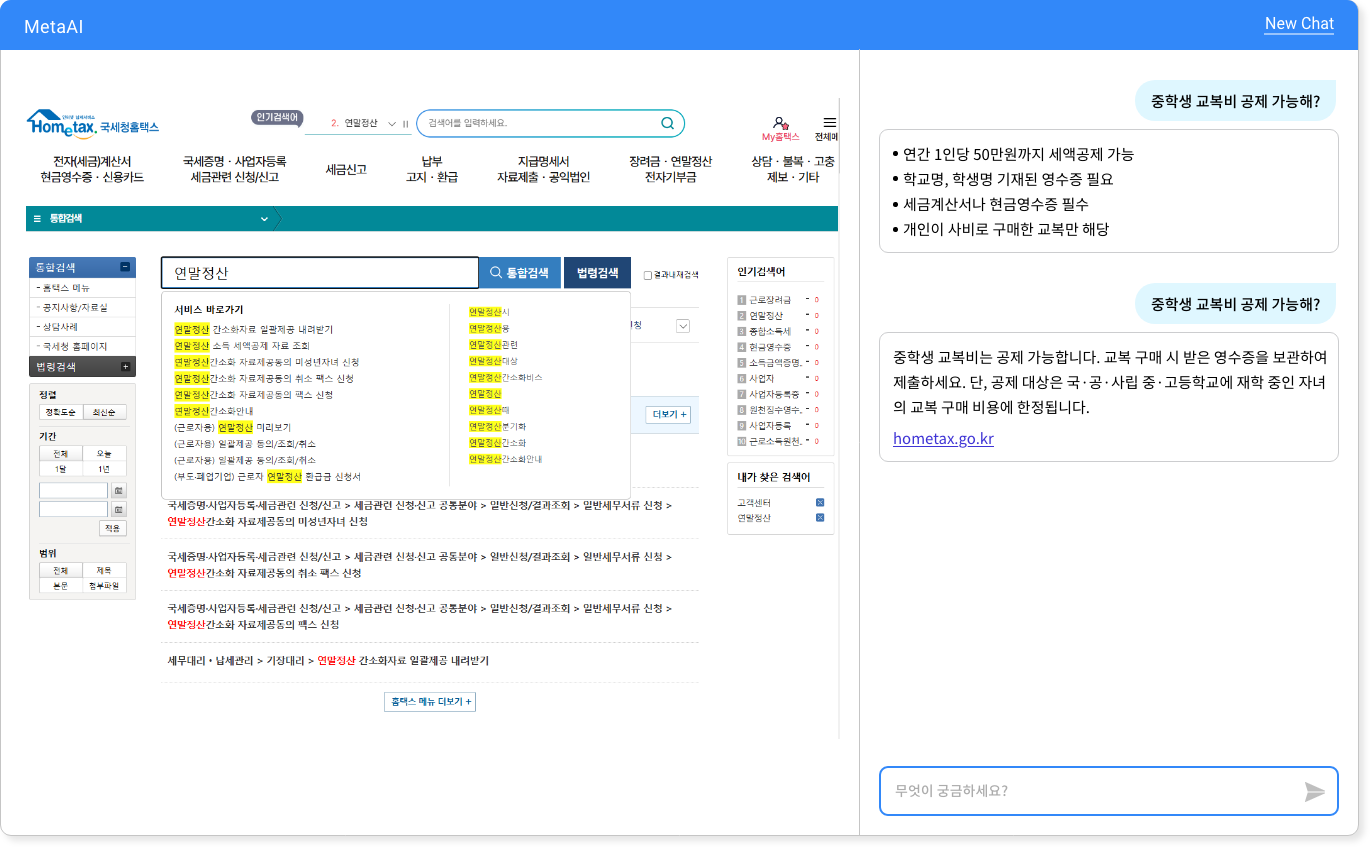 MetaAI
New Chat
Hometax. 국세청홈택스
인기검색어
2. 연말정산
검색어를 입력하세요.
My홈택스
전체메
전자(세금)계산서
현금영수증 · 신용카드
국세증명 · 사업자등록
세금관련 신청/신고
세금신고
납부
고지 · 환급
지급명세서
자료제출 · 공익법인
장려금 · 연말정산
전자기부금
상담 · 불복 · 고충
제보 · 기타
통합검색
통합검색
- 홈택스 메뉴
- 공지사항/자료실
- 상담사례
- 국세청 홈페이지
법령검색
정렬
정확도순 최신순
기간
전체 오늘
1달 1년
적용
범위
전체 제목
본문 첨부파일
연말정산
통합검색
법령검색
결과내재검색
서비스 바로가기
연말정산 간소화자료 일괄제공 내려받기
연말정산 소득 세액공제 자료 조회
연말정산간소화 자료제공동의 미성년자녀 신청
연말정산간소화 자료제공동의 취소 팩스 신청
연말정산간소화 자료제공동의 팩스 신청
연말정산간소화안내
(근로자용) 연말정산 미리보기
(근로자용) 일괄제공 동의/조회/취소
(근로자용) 일괄제공 동의/조회/취소
(부도·폐업기업) 근로자 연말정산 환급금 신청서
연말정산시
연말정산용
연말정산관련
연말정산대상
연말정산간소화비스
연말정산
연말정산때
연말정산분기화
연말정산간소화
연말정산간소화안내
신청
더보기 +
국세증명·사업자등록·세금관련 신청/신고 > 세금관련 신청·신고 공통분야 > 일반신청/결과조회 > 일반세무서류 신청 >
연말정산간소화 자료제공동의 미성년자녀 신청
국세증명·사업자등록·세금관련 신청/신고 > 세금관련 신청·신고 공통분야 > 일반신청/결과조회 > 일반세무서류 신청 >
연말정산간소화 자료제공동의 취소 팩스 신청
국세증명·사업자등록·세금관련 신청/신고 > 세금관련 신청·신고 공통분야 > 일반신청/결과조회 > 일반세무서류 신청 >
연말정산간소화 자료제공동의 팩스 신청
세무대리 · 납세관리 > 기장대리 > 연말정산 간소화자료 일괄제공 내려받기
홈택스 메뉴 더보기 +
인기검색어
1 근로장려금 - 0
2 연말정산 - 0
3 종합소득세 - 0
4 현금영수증 - 0
5 소득금액증명. - 0
6 사업자 - 0
7 사업자등록증 - 0
8 원천징수영수. - 0
9 사업자등록 - 0
10 근로소득원천. - 0
내가 찾은 검색어
고객센터
연말정산
중학생 교복비 공제 가능해?
• 연간 1인당 50만원까지 세액공제 가능
• 학교명, 학생명 기재된 영수증 필요
• 세금계산서나 현금영수증 필수
• 개인이 사비로 구매한 교복만 해당
중학생 교복비 공제 가능해?
중학생 교복비는 공제 가능합니다. 교복 구매 시 받은 영수증을 보관하여
제출하세요. 단, 공제 대상은 국·공·사립 중·고등학교에 재학 중인 자녀
의 교복 구매 비용에 한정됩니다.
hometax.go.kr
무엇이 궁금하세요?